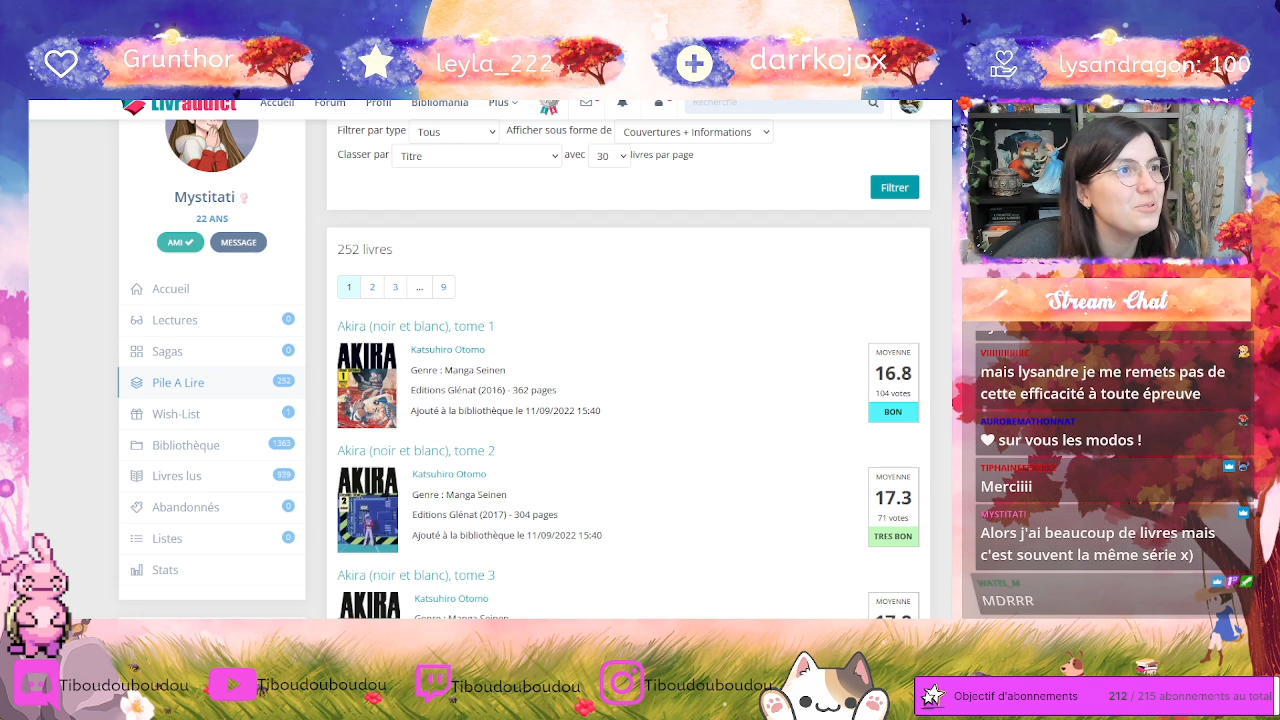 Grunthor
leyla_222
darrkojox
lysandragon: 100
Livraddict
Accueil
Forum
Profil
Bibliomania
Plus
Recherche
Mystitati
22 ANS
AMI
MESSAGE
Accueil
Lectures 0
Sagas 0
Pile A Lire 252
Wish-List 1
Bibliothèque 1363
Livres lus 979
Abandonnés 0
Listes 0
Stats
Filtrer par type Tous Afficher sous forme de Couvertures + Informations
Classer par Titre avec 30 livres par page
Filtrer
252 livres
1 2 3 ... 9
Akira (noir et blanc), tome 1
AKIRA
1
Katsuhiro Otomo
Genre : Manga Seinen
Editions Glénat (2016) - 362 pages
Ajouté à la bibliothèque le 11/09/2022 15:40
MOYENNE
16.8
104 votes
BON
Akira (noir et blanc), tome 2
AKIRA
2
Katsuhiro Otomo
Genre : Manga Seinen
Editions Glénat (2017) - 304 pages
Ajouté à la bibliothèque le 11/09/2022 15:40
MOYENNE
17.3
71 votes
TRES BON
Akira (noir et blanc), tome 3
AKIRA
Katsuhiro Otomo
MOYENNE
Stream Chat
mais lysandre je me remets pas de
cette efficacité à toute épreuve
AUROREMATHONNAT
sur vous les modos !
Merciiii
MYSTITATI
Alors j'ai beaucoup de livres mais
c'est souvent la même série x)
WATEL_M
MDRRR
Tiboudouboudou
Tiboudouboudou
Tiboudouboudou
Tiboudouboudou
Objectif d'abonnements 212 / 215 abonnements au total